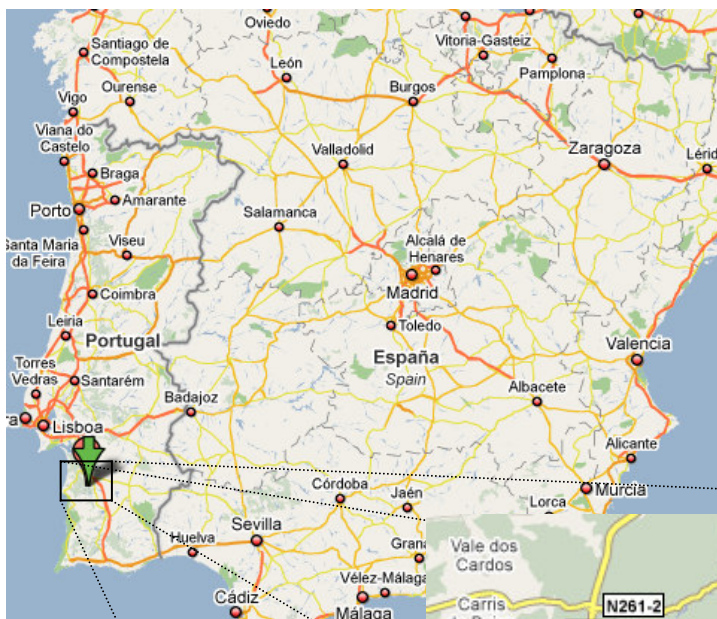 Oviedo
Santiago de
Compostela
León
Vitoria-Gasteiz
Pamplona
Ourense
Burgos
Vigo
Viana do
Castelo
Valladolid
Zaragoza
Braga
Amarante
Porto
Salamanca
Santa Maria
da Feira
Viseu
Alcalá de
Henares
Madrid
Coimbra
Leiria
Portugal
Toledo
España
Spain
Valencia
Torres
Vedras
Santarém
Badajoz
Albacete
Lisboa
Alicante
Córdoba
Jaén
Murcia
Lorca
Huelva
Sevilla
Vélez-Málaga
Cádiz
Málaga
Vale dos
Cardos
Carris
N261-2